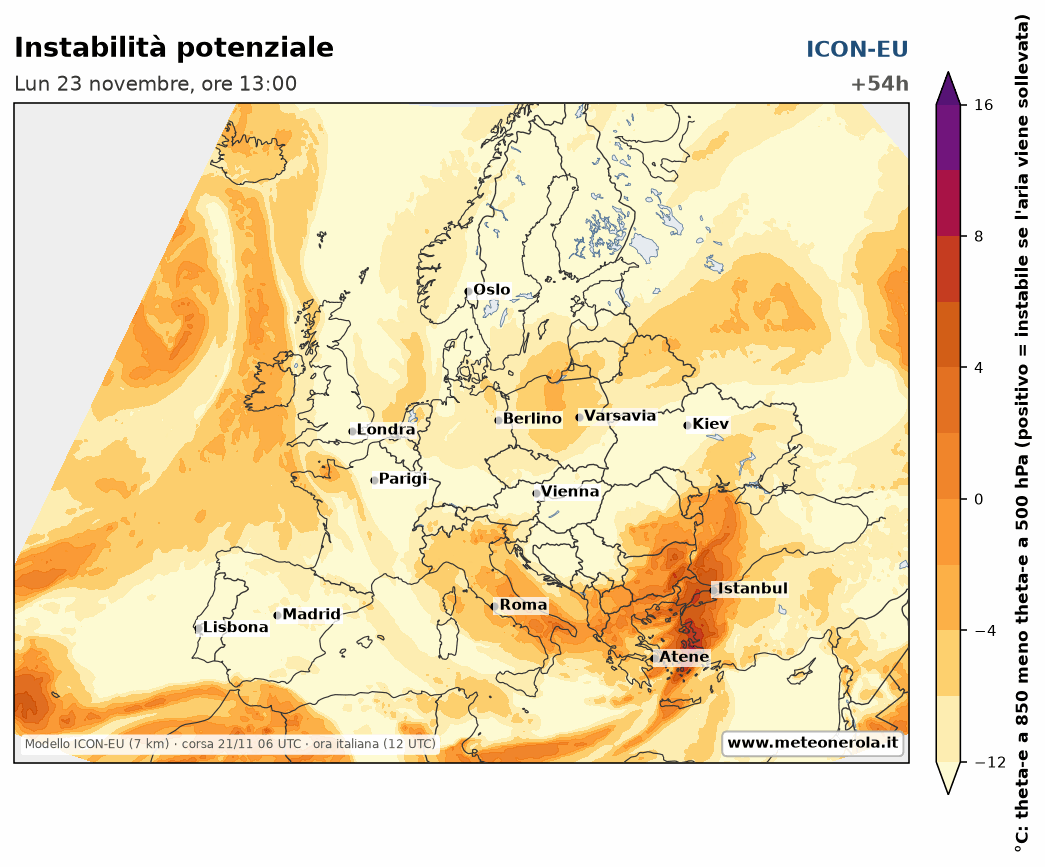 Instabilità potenziale
ICON-EU
Lun 23 novembre, ore 13:00
+54h
Oslo
Berlino
Varsavia
Kiev
Londra
Parigi
Vienna
Istanbul
Roma
Madrid
Lisbona
Atene
Modello ICON-EU (7 km) · corsa 21/11 06 UTC · ora italiana (12 UTC)
www.meteonerola.it
16
8
4
0
−4
−12
°C: theta-e a 850 meno theta-e a 500 hPa (positivo = instabile se l'aria viene sollevata)